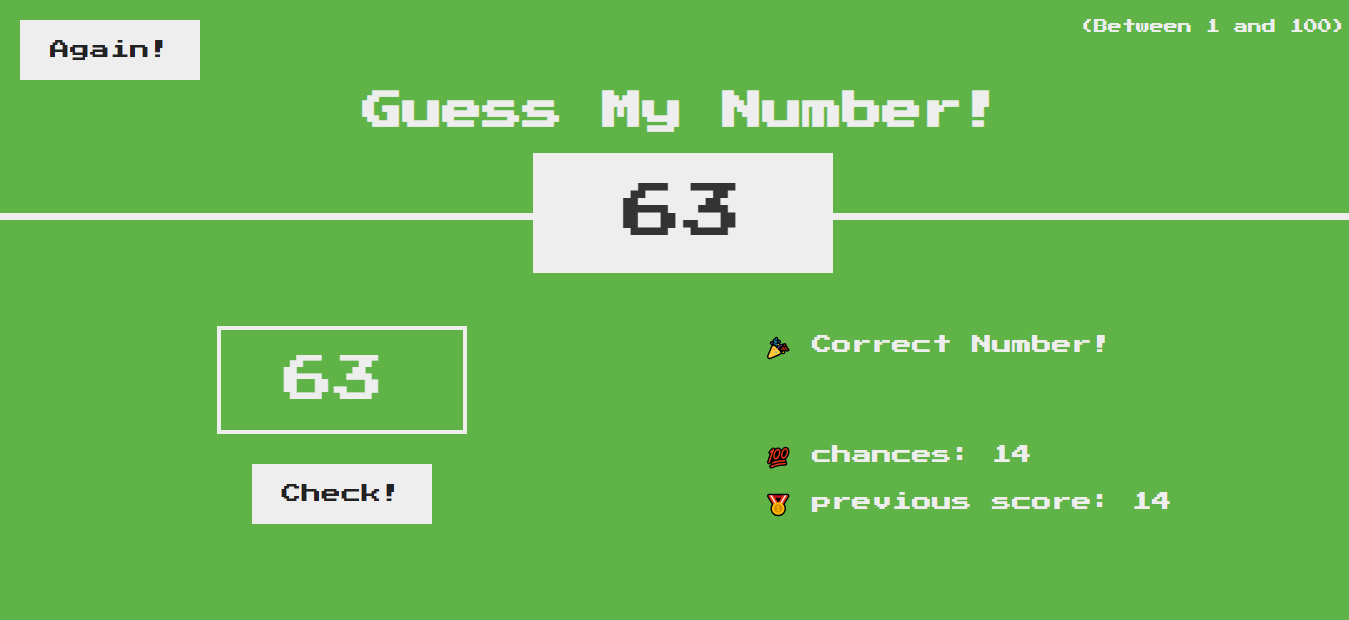 Again!
(Between 1 and 100)
Guess My Number!
63
63
Check!
🎉 Correct Number!
💯 chances: 14
🏅 previous score: 14